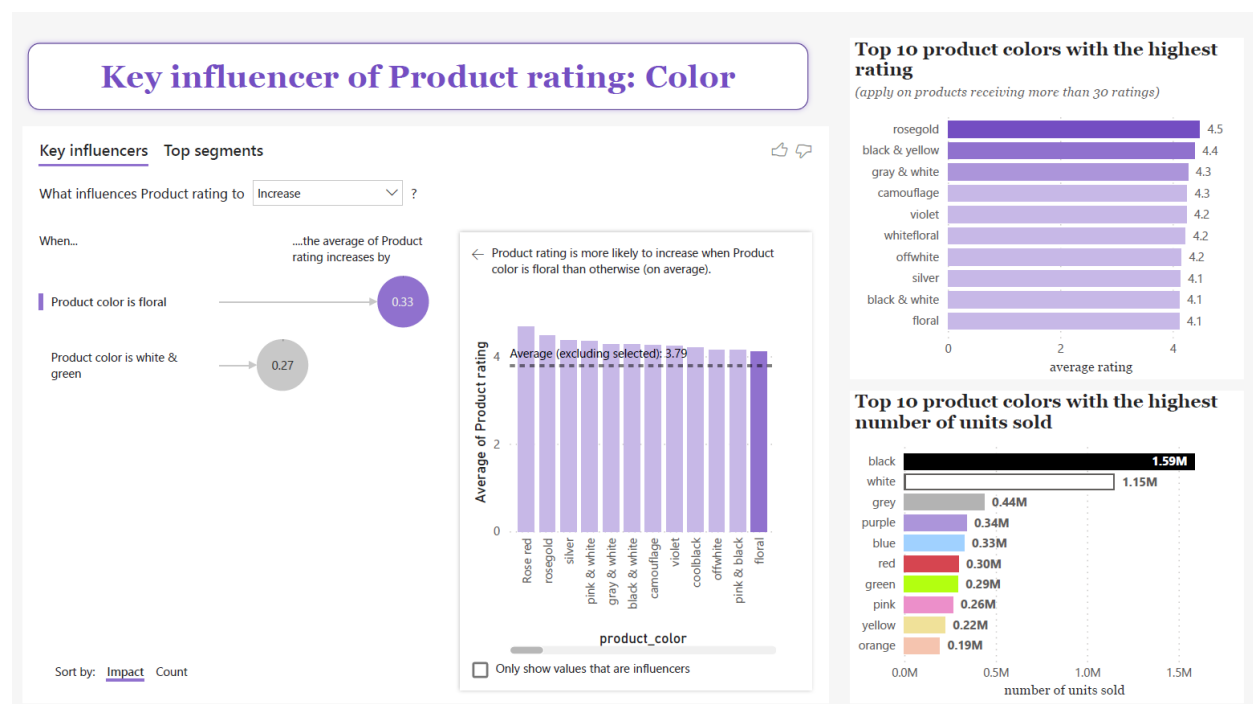 Key influencer of Product rating: Color
Key influencers Top segments
What influences Product rating to Increase ?
When...
....the average of Product
rating increases by
Product color is floral
0.33
Product color is white &
green
0.27
Sort by: Impact Count
Product rating is more likely to increase when Product
color is floral than otherwise (on average).
Average of Product rating
4
2
0
Average (excluding selected): 3.79
Rose red
rosegold
silver
pink & white
gray & white
black & white
camouflage
violet
coolblack
offwhite
pink & black
floral
product_color
Only show values that are influencers
Top 10 product colors with the highest
rating
(apply on products receiving more than 30 ratings)
rosegold 4.5
black & yellow 4.4
gray & white 4.3
camouflage 4.3
violet 4.2
whitefloral 4.2
offwhite 4.2
silver 4.1
black & white 4.1
floral 4.1
0 2 4
average rating
Top 10 product colors with the highest
number of units sold
black 1.59M
white 1.15M
grey 0.44M
purple 0.34M
blue 0.33M
red 0.30M
green 0.29M
pink 0.26M
yellow 0.22M
orange 0.19M
0.0M 0.5M 1.0M 1.5M
number of units sold